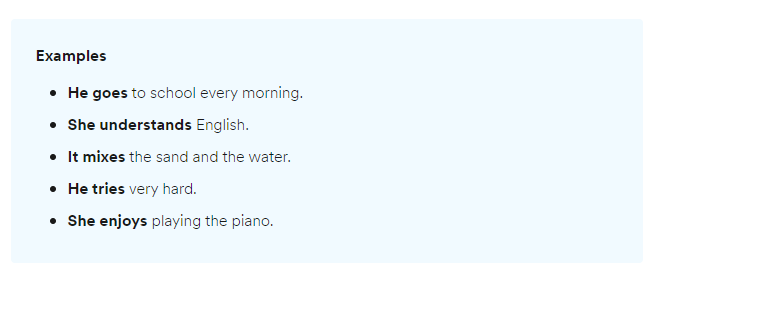 Examples
• He goes to school every morning.
• She understands English.
• It mixes the sand and the water.
• He tries very hard.
• She enjoys playing the piano.